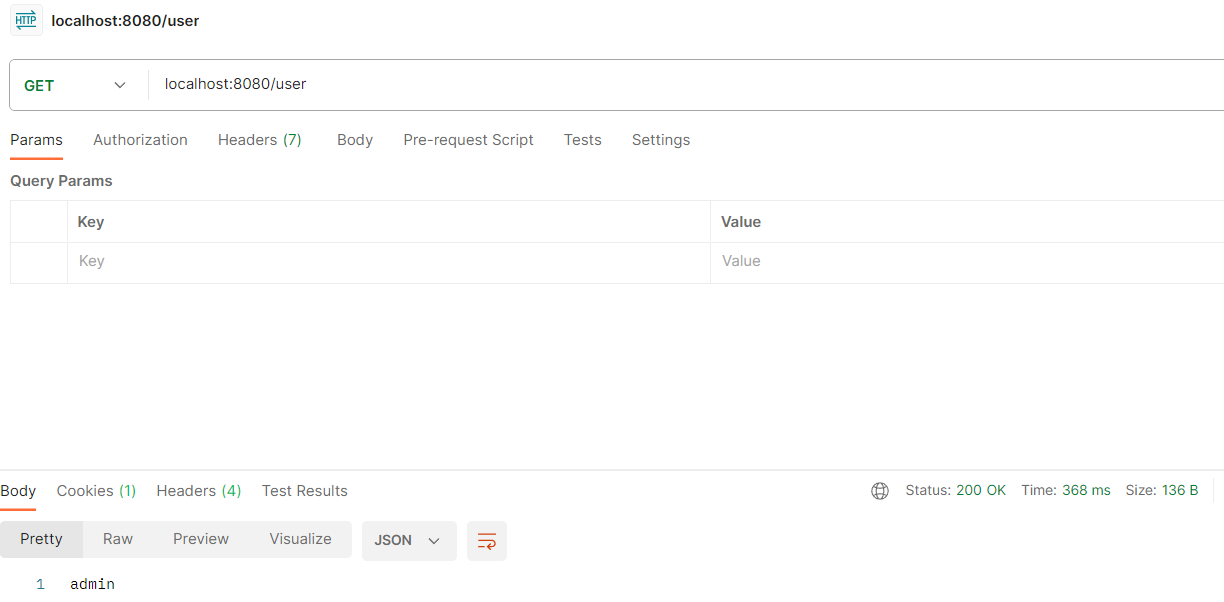 HTTP localhost:8080/user
GET localhost:8080/user
Params Authorization Headers (7) Body Pre-request Script Tests Settings
Query Params
Key Value
Key Value
Body Cookies (1) Headers (4) Test Results Status: 200 OK Time: 368 ms Size: 136 B
Pretty Raw Preview Visualize JSON
1 admin